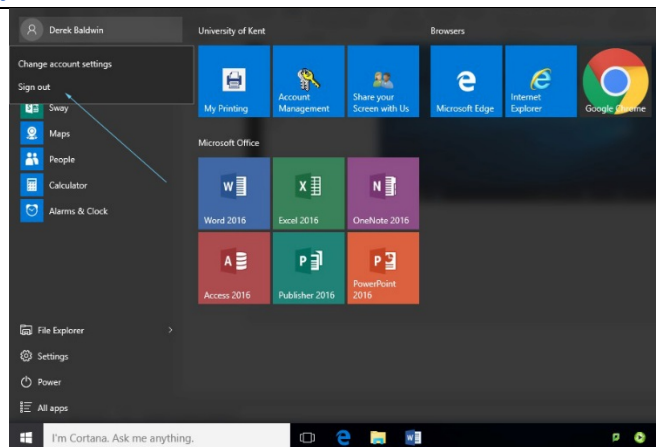 Derek Baldwin
Change account settings
Sign out
Sway
Maps
People
Calculator
Alarms & Clock
File Explorer
Settings
Power
All apps
University of Kent
My Printing
Account
Management
Share your
Screen with Us
Browsers
Microsoft Edge
Internet
Explorer
Google Chrome
Microsoft Office
Word 2016
Excel 2016
OneNote 2016
Access 2016
Publisher 2016
PowerPoint
2016
I'm Cortana. Ask me anything.